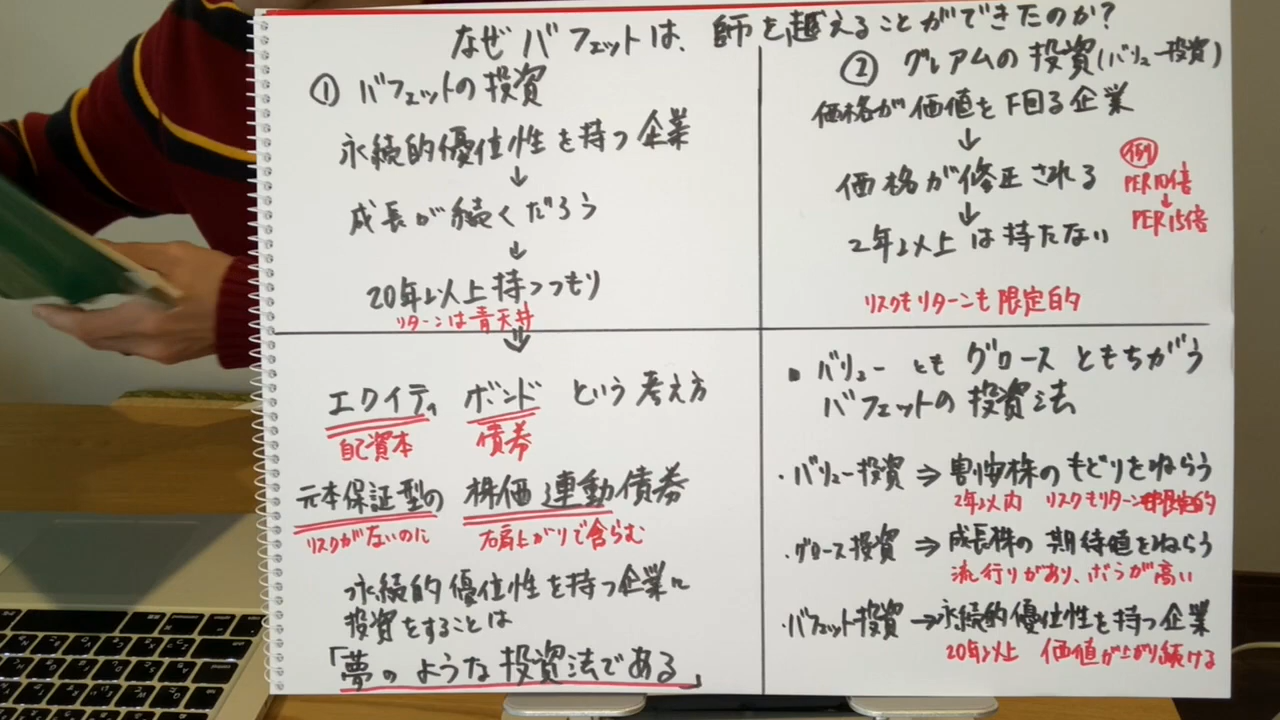 なぜバフェットは、師を越えることができたのか?
① バフェットの投資
永続的優位性を持つ企業
↓
成長が続くだろう
↓
20年以上持つつもり
リターンは青天井
⇓
エクイティ ボンド という考え方
自己資本 債券
元本保証型の 株価連動債券
リスクがないのに 右肩上がりで含らむ
永続的優位性を持つ企業に
投資をすることは
「夢のような投資法である」
② グレアムの投資(バリュー投資)
価格が価値を下回る企業
↓
価格が修正される
↓
2年以上は持たない
例
PER10倍
↓
PER15倍
リスクもリターンも限定的
・バリューともグロースともちがう
バフェットの投資法
・バリュー投資⇒割安株のもどりをねらう
2年以内 リスクもリターン限定的
・グロース投資⇒成長株の期待値をねらう
流行りがあり、ボラが高い
・バフェット投資→永続的優位性を持つ企業
20年以上 価値が上がり続ける